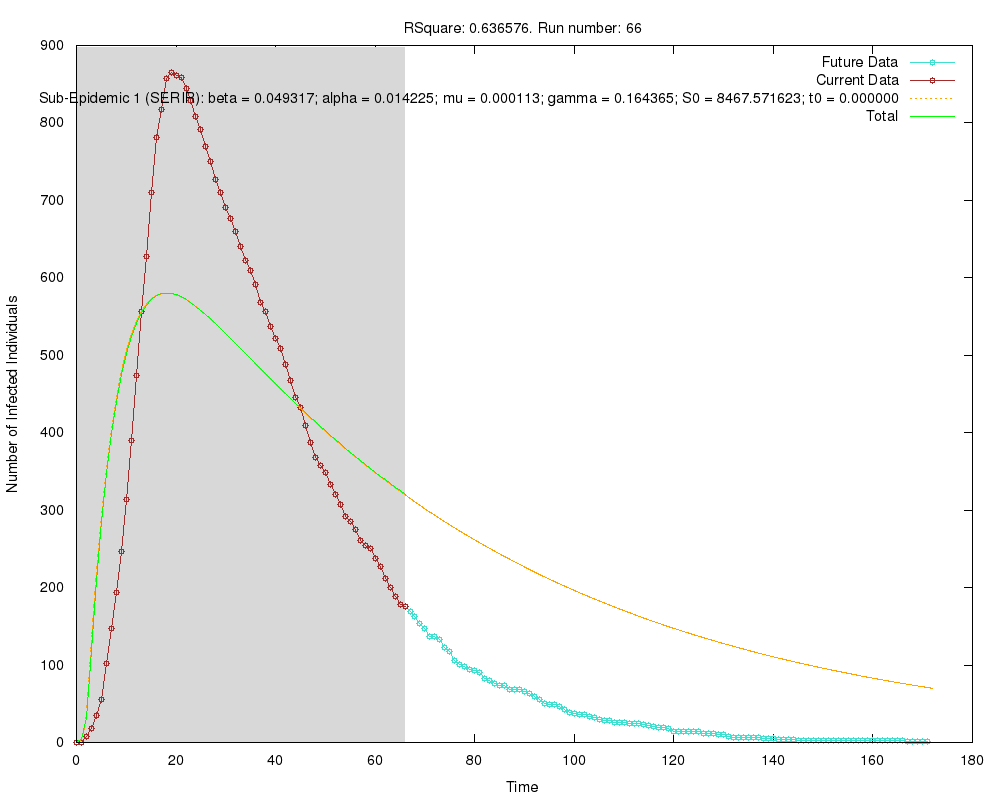 RSquare: 0.636576. Run number: 66
900
800
700
600
500
400
300
200
100
0
Number of Infected Individuals
Future Data
Current Data
Sub-Epidemic 1 (SERIR): beta = 0.049317; alpha = 0.014225; mu = 0.000113; gamma = 0.164365; S0 = 8467.571623; t0 = 0.000000
Total
0 20 40 60 80 100 120 140 160 180
Time